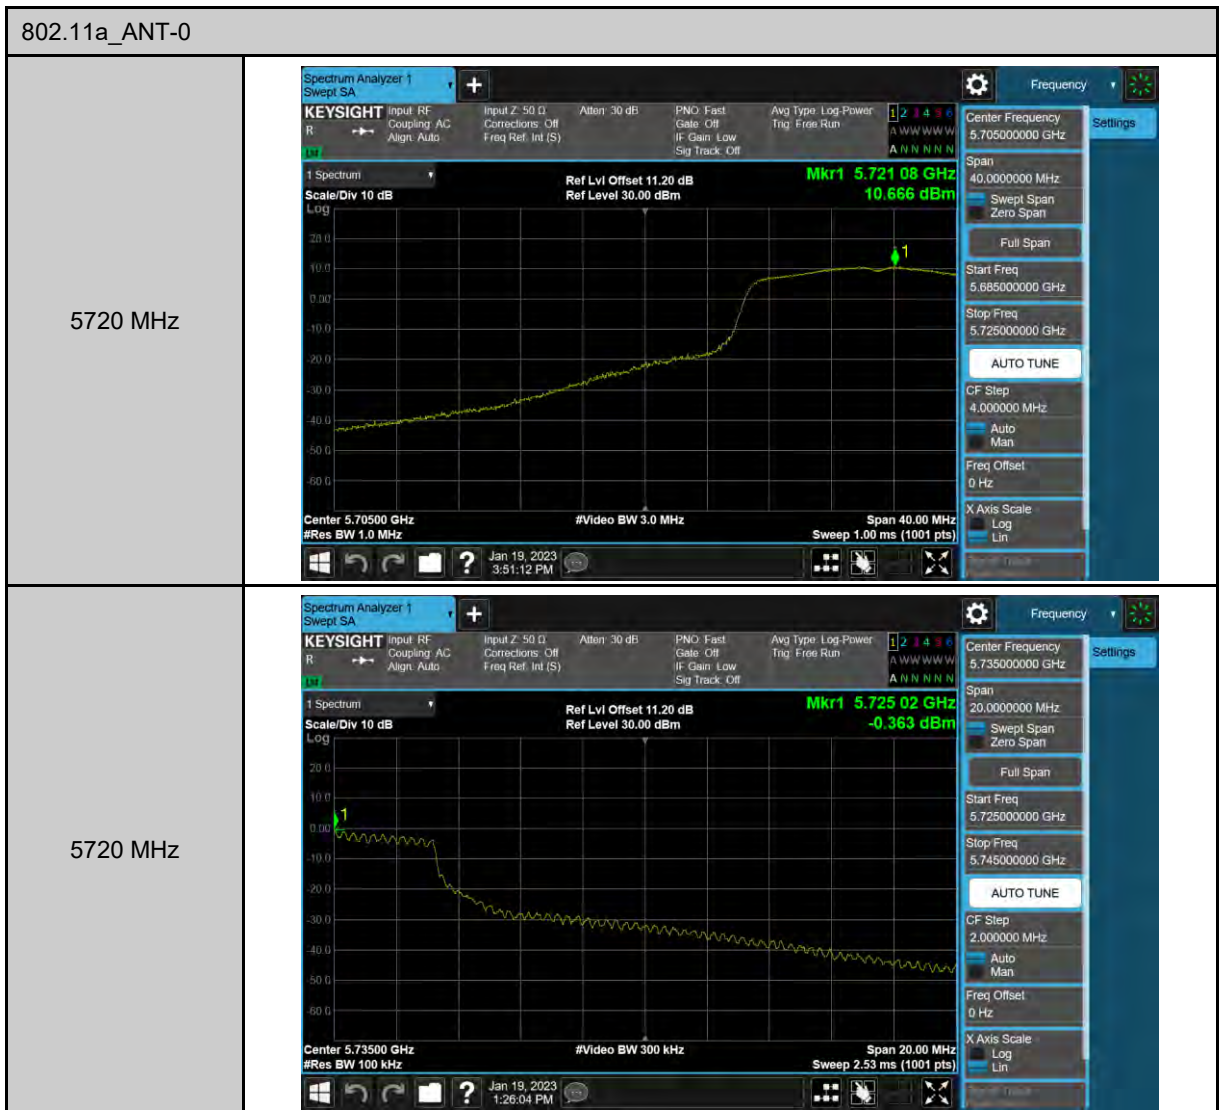 802.11a_ANT-0
5720 MHz
Spectrum Analyzer 1
Swept SA
+
Frequency
KEYSIGHT
R
Input: RF
Coupling: AC
Align: Auto
Input Z: 50 Ω
Corrections: Off
Freq Ref: Int (S)
Atten: 30 dB
PNO: Fast
Gate: Off
IF Gain: Low
Sig Track: Off
Avg Type: Log-Power
Trig: Free Run
1 2 3 4 5 6
A W W W W W
A N N N N N
Center Frequency
5.705000000 GHz
Settings
1 Spectrum
Scale/Div 10 dB
Log
Ref Lvl Offset 11.20 dB
Ref Level 30.00 dBm
Mkr1 5.721 08 GHz
10.666 dBm
Span
40.0000000 MHz
Swept Span
Zero Span
Full Span
Start Freq
5.685000000 GHz
Stop Freq
5.725000000 GHz
AUTO TUNE
CF Step
4.000000 MHz
Auto
Man
Freq Offset
0 Hz
X Axis Scale
Log
Lin
1
20.0
10.0
0.00
-10.0
-20.0
-30.0
-40.0
-50.0
-60.0
Center 5.70500 GHz
#Res BW 1.0 MHz
#Video BW 3.0 MHz
Span 40.00 MHz
Sweep 1.00 ms (1001 pts)
?
Jan 19, 2023
3:51:12 PM
5720 MHz
Spectrum Analyzer 1
Swept SA
+
Frequency
KEYSIGHT
R
Input: RF
Coupling: AC
Align: Auto
Input Z: 50 Ω
Corrections: Off
Freq Ref: Int (S)
Atten: 30 dB
PNO: Fast
Gate: Off
IF Gain: Low
Sig Track: Off
Avg Type: Log-Power
Trig: Free Run
1 2 3 4 5 6
A W W W W W
A N N N N N
Center Frequency
5.735000000 GHz
Settings
1 Spectrum
Scale/Div 10 dB
Log
Ref Lvl Offset 11.20 dB
Ref Level 30.00 dBm
Mkr1 5.725 02 GHz
-0.363 dBm
Span
20.0000000 MHz
Swept Span
Zero Span
Full Span
Start Freq
5.725000000 GHz
Stop Freq
5.745000000 GHz
AUTO TUNE
CF Step
2.000000 MHz
Auto
Man
Freq Offset
0 Hz
X Axis Scale
Log
Lin
1
20.0
10.0
0.00
-10.0
-20.0
-30.0
-40.0
-50.0
-60.0
Center 5.73500 GHz
#Res BW 100 kHz
#Video BW 300 kHz
Span 20.00 MHz
Sweep 2.53 ms (1001 pts)
?
Jan 19, 2023
1:26:04 PM